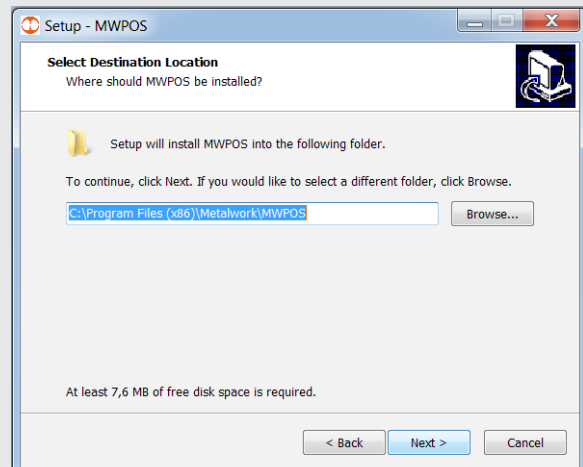 Setup - MWPOS
Select Destination Location
Where should MWPOS be installed?
Setup will install MWPOS into the following folder.
To continue, click Next. If you would like to select a different folder, click Browse.
C:\Program Files (x86)\Metalwork\MWPOS
Browse...
At least 7,6 MB of free disk space is required.
< Back
Next >
Cancel